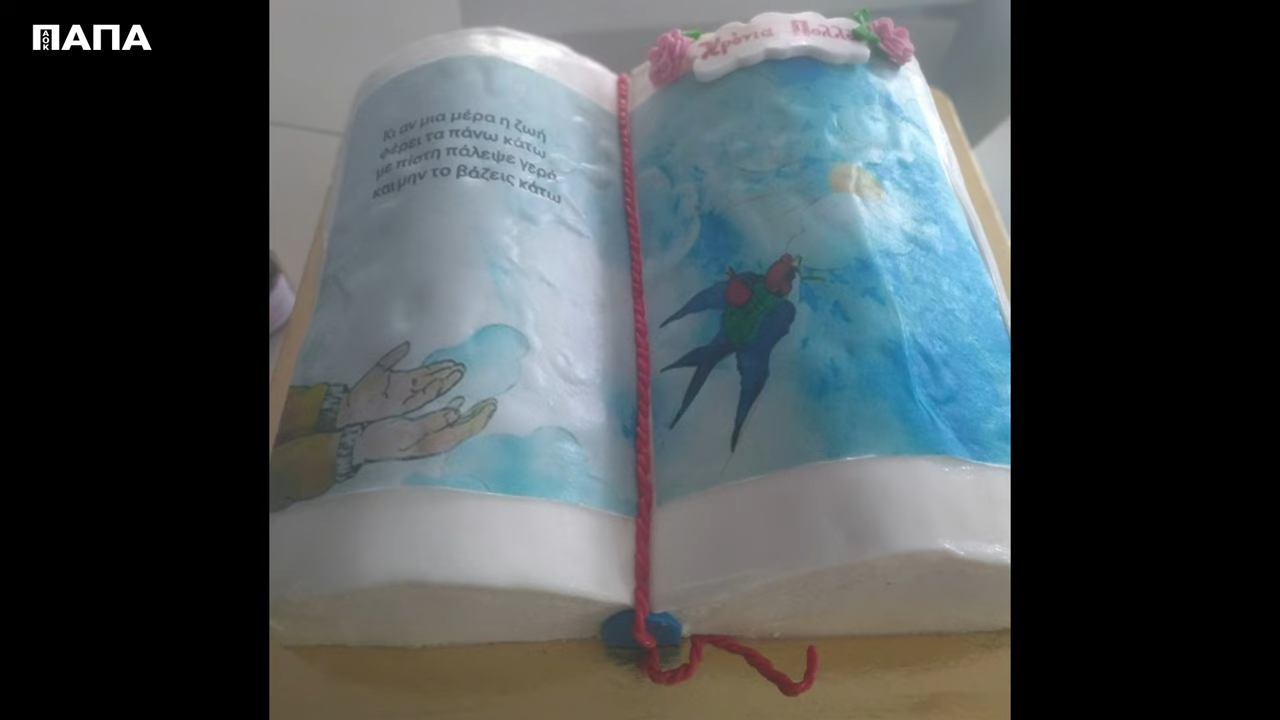 ΠΑΠΑ
Χρόνια Πολλά
Κι αν μια μέρα η ζωή
φέρει τα πάνω κάτω
με πίστη πάλεψε γερά
και μην το βάζεις κάτω